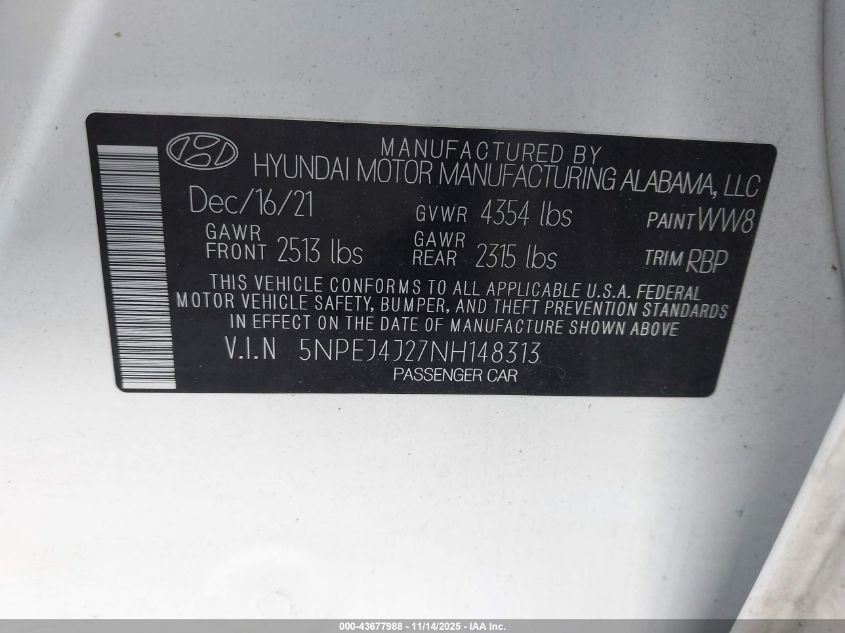 MANUFACTURED BY
HYUNDAI MOTOR MANUFACTURING ALABAMA, LLC
Dec/16/21 GVWR 4354 lbs PAINT WW8
GAWR FRONT 2513 lbs GAWR REAR 2315 lbs TRIM RBP
THIS VEHICLE CONFORMS TO ALL APPLICABLE U.S.A. FEDERAL
MOTOR VEHICLE SAFETY, BUMPER, AND THEFT PREVENTION STANDARDS
IN EFFECT ON THE DATE OF MANUFACTURE SHOWN ABOVE
V.I.N 5NPEJ4J27NH148313
PASSENGER CAR
000-43677988 - 11/14/2025 - IAA Inc.